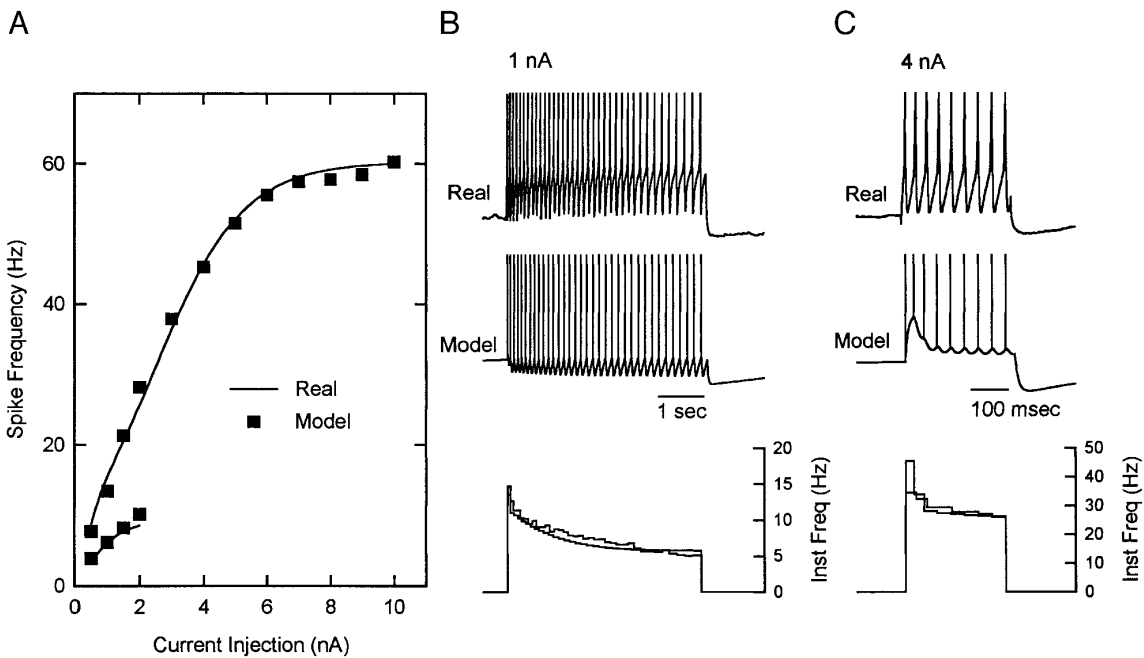 A
B
C
1 nA
4 nA
60
40
20
0
Spike Frequency (Hz)
Real
Model
0
2
4
6
8
10
Current Injection (nA)
Real
Model
1 sec
20
15
10
5
0
Inst Freq (Hz)
Real
Model
100 msec
50
40
30
20
10
0
Inst Freq (Hz)